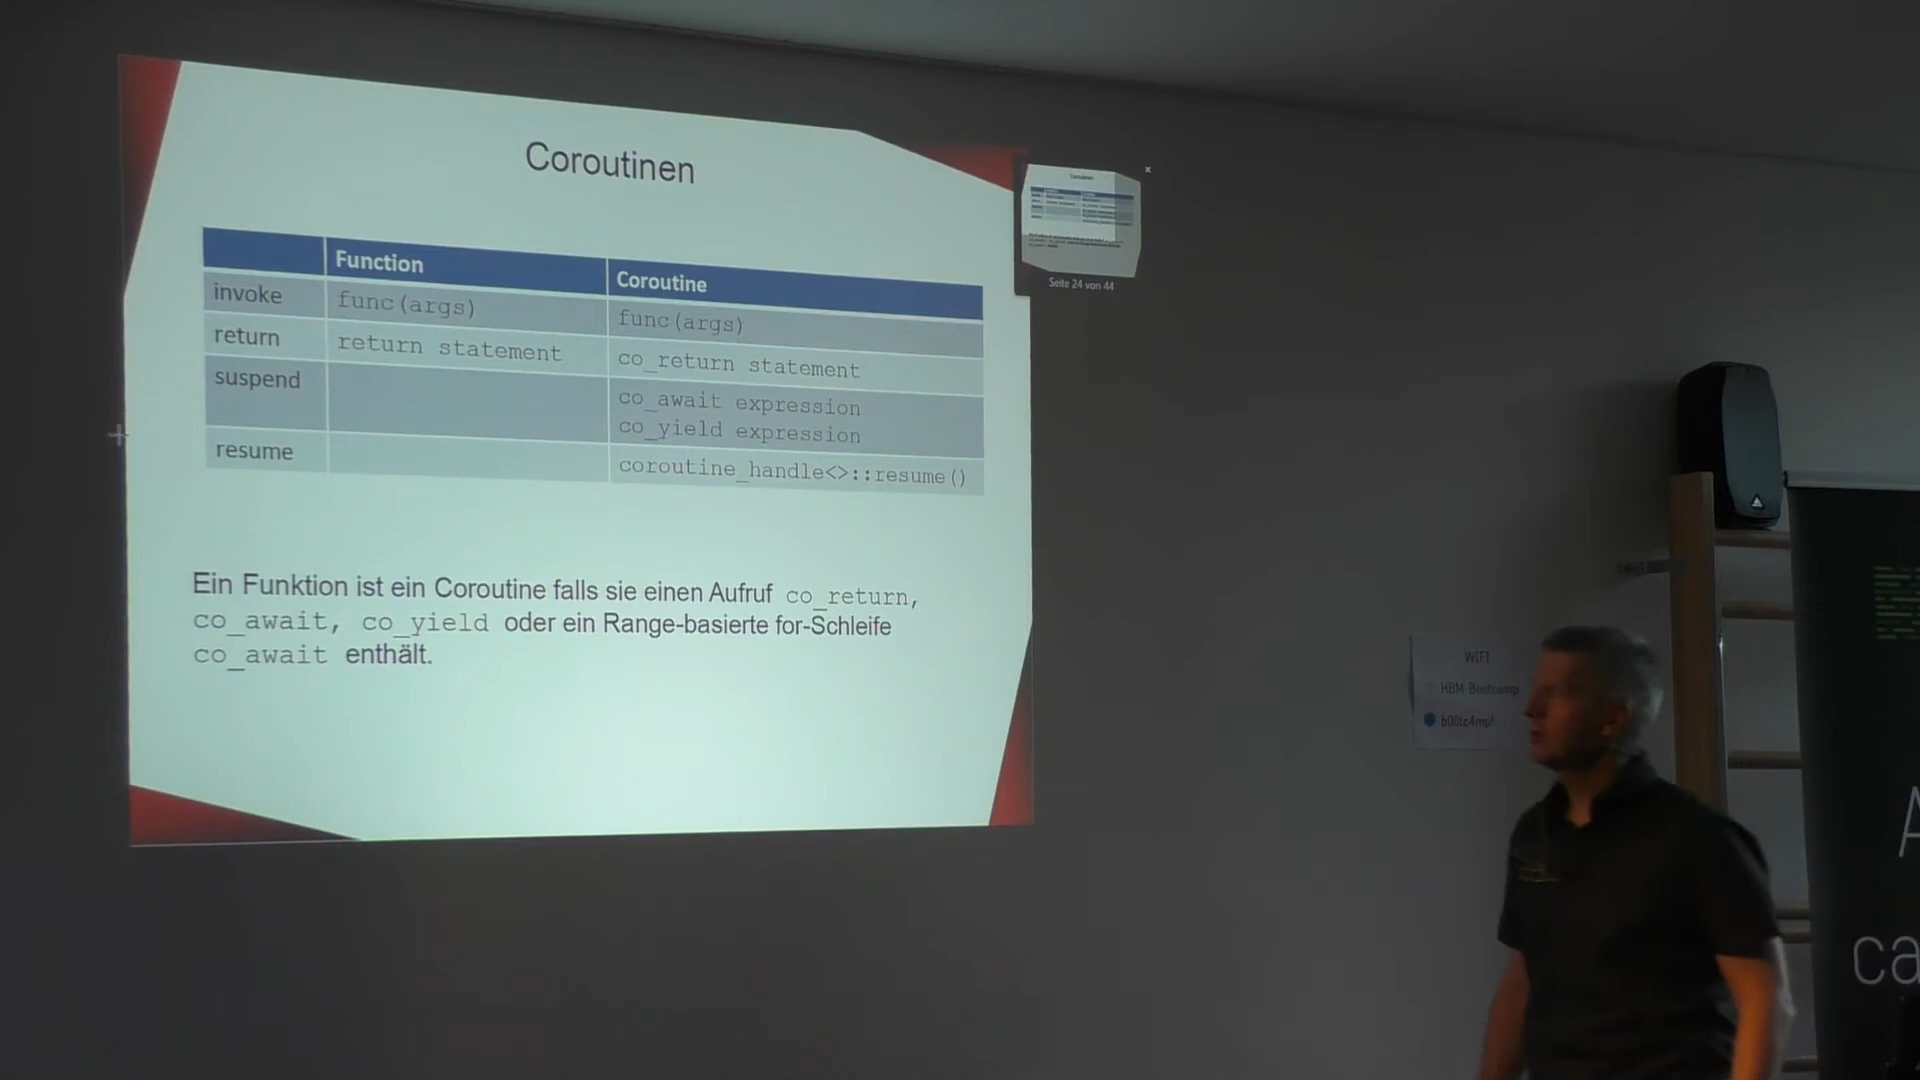 Coroutinen
Function Coroutine
invoke func(args) func(args)
return return statement co_return statement
suspend co_await expression
co_yield expression
resume coroutine_handle<>::resume()
Ein Funktion ist ein Coroutine falls sie einen Aufruf co_return,
co_await, co_yield oder ein Range-basierte for-Schleife
co_await enthält.
Seite 24 von 44
WIFI
HBM-Bootcamp
b00tc4mp!
A
ca